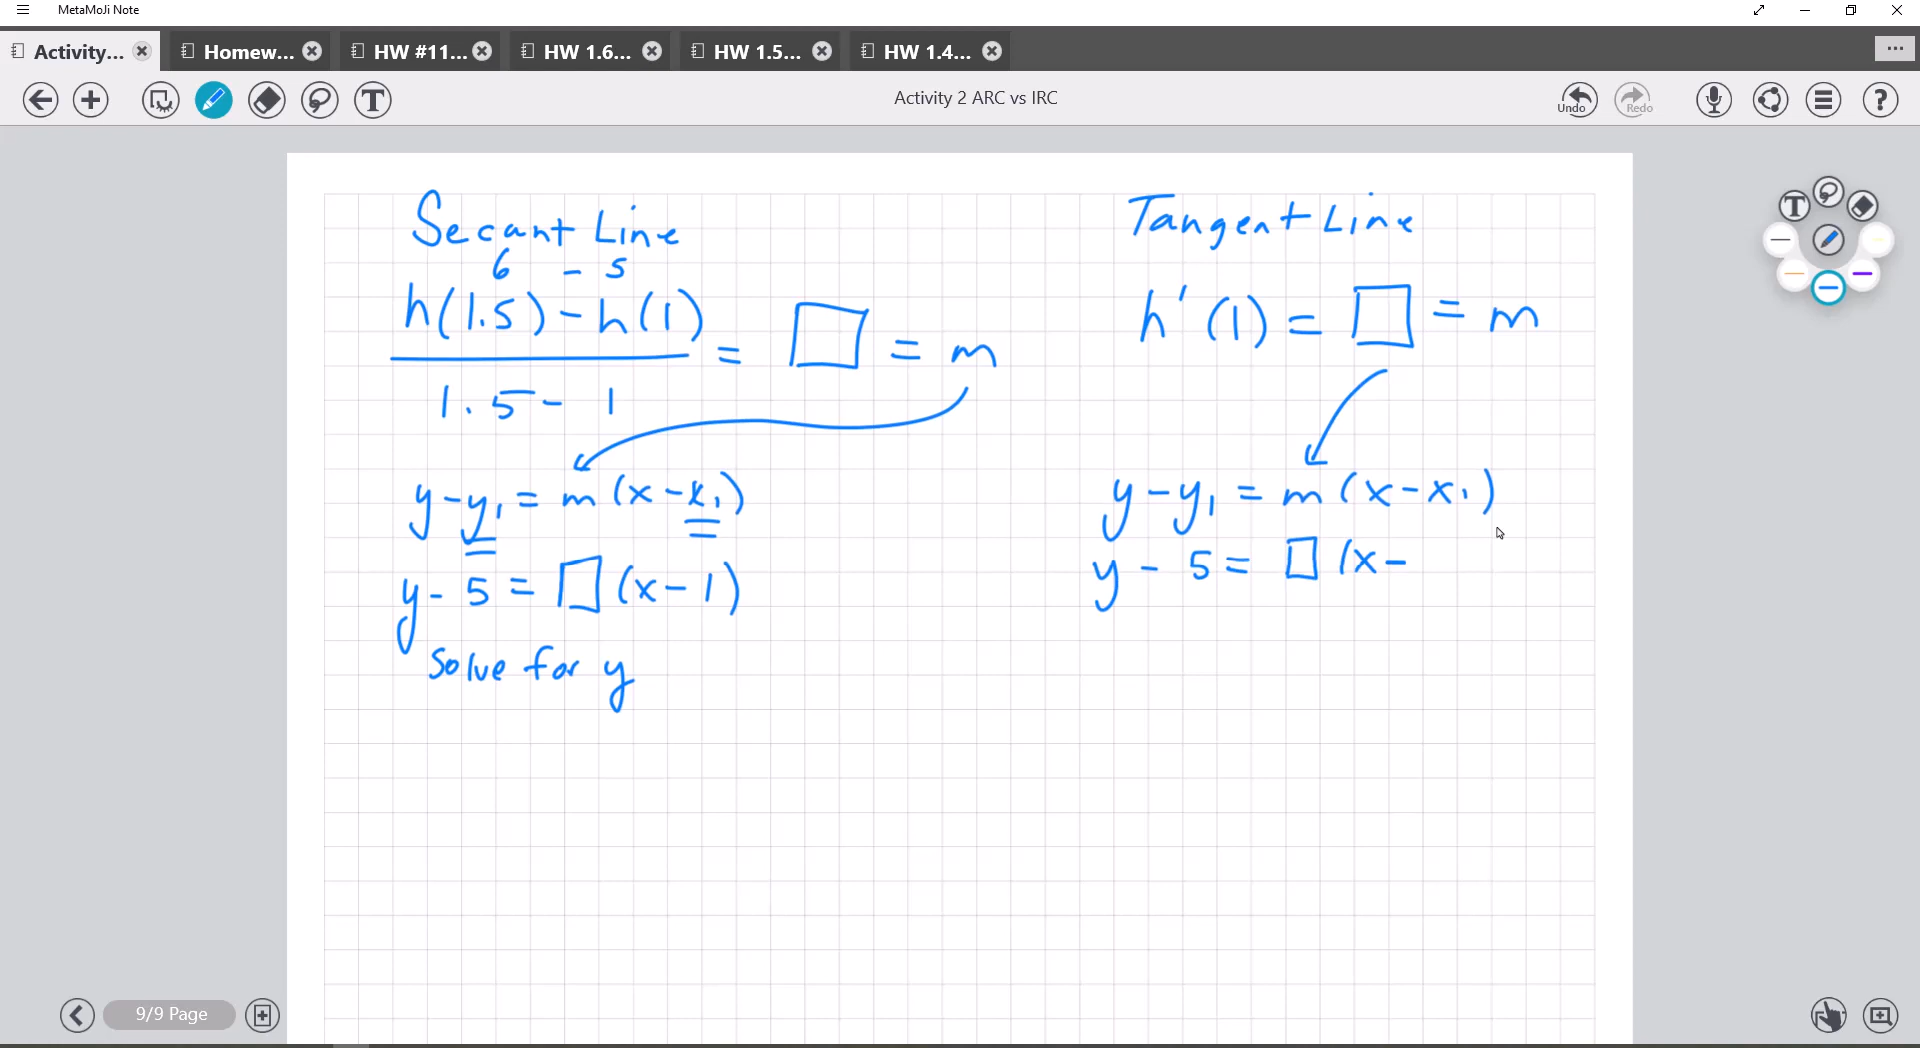 MetaMoJi Note
Activity...
Homew...
HW #11...
HW 1.6...
HW 1.5...
HW 1.4...
T
Activity 2 ARC vs IRC
Undo
Redo
?
T
Secant Line
6 - 5
h(1.5) - h(1)
= □ = m
1.5 - 1
y - y₁ = m (x - x₁)
y - 5 = □ (x - 1)
Solve for y
Tangent Line
h'(1) = □ = m
y - y₁ = m (x - x₁)
y - 5 = □ (x -
9/9 Page